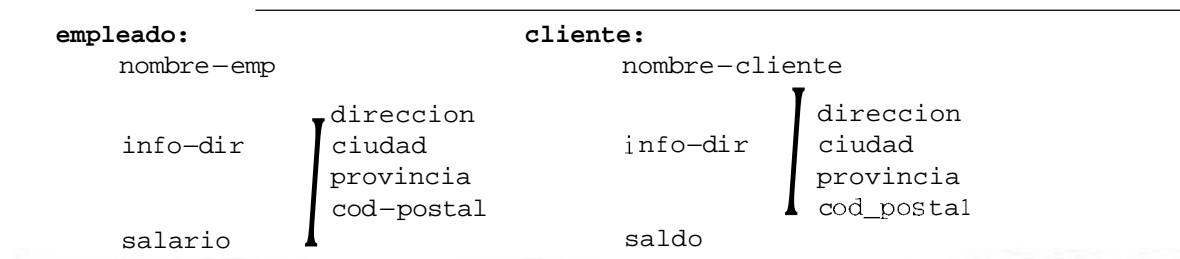 empleado:
nombre-emp
info-dir
direccion
ciudad
provincia
cod-postal
salario
cliente:
nombre-cliente
info-dir
direccion
ciudad
provincia
cod_postal
saldo